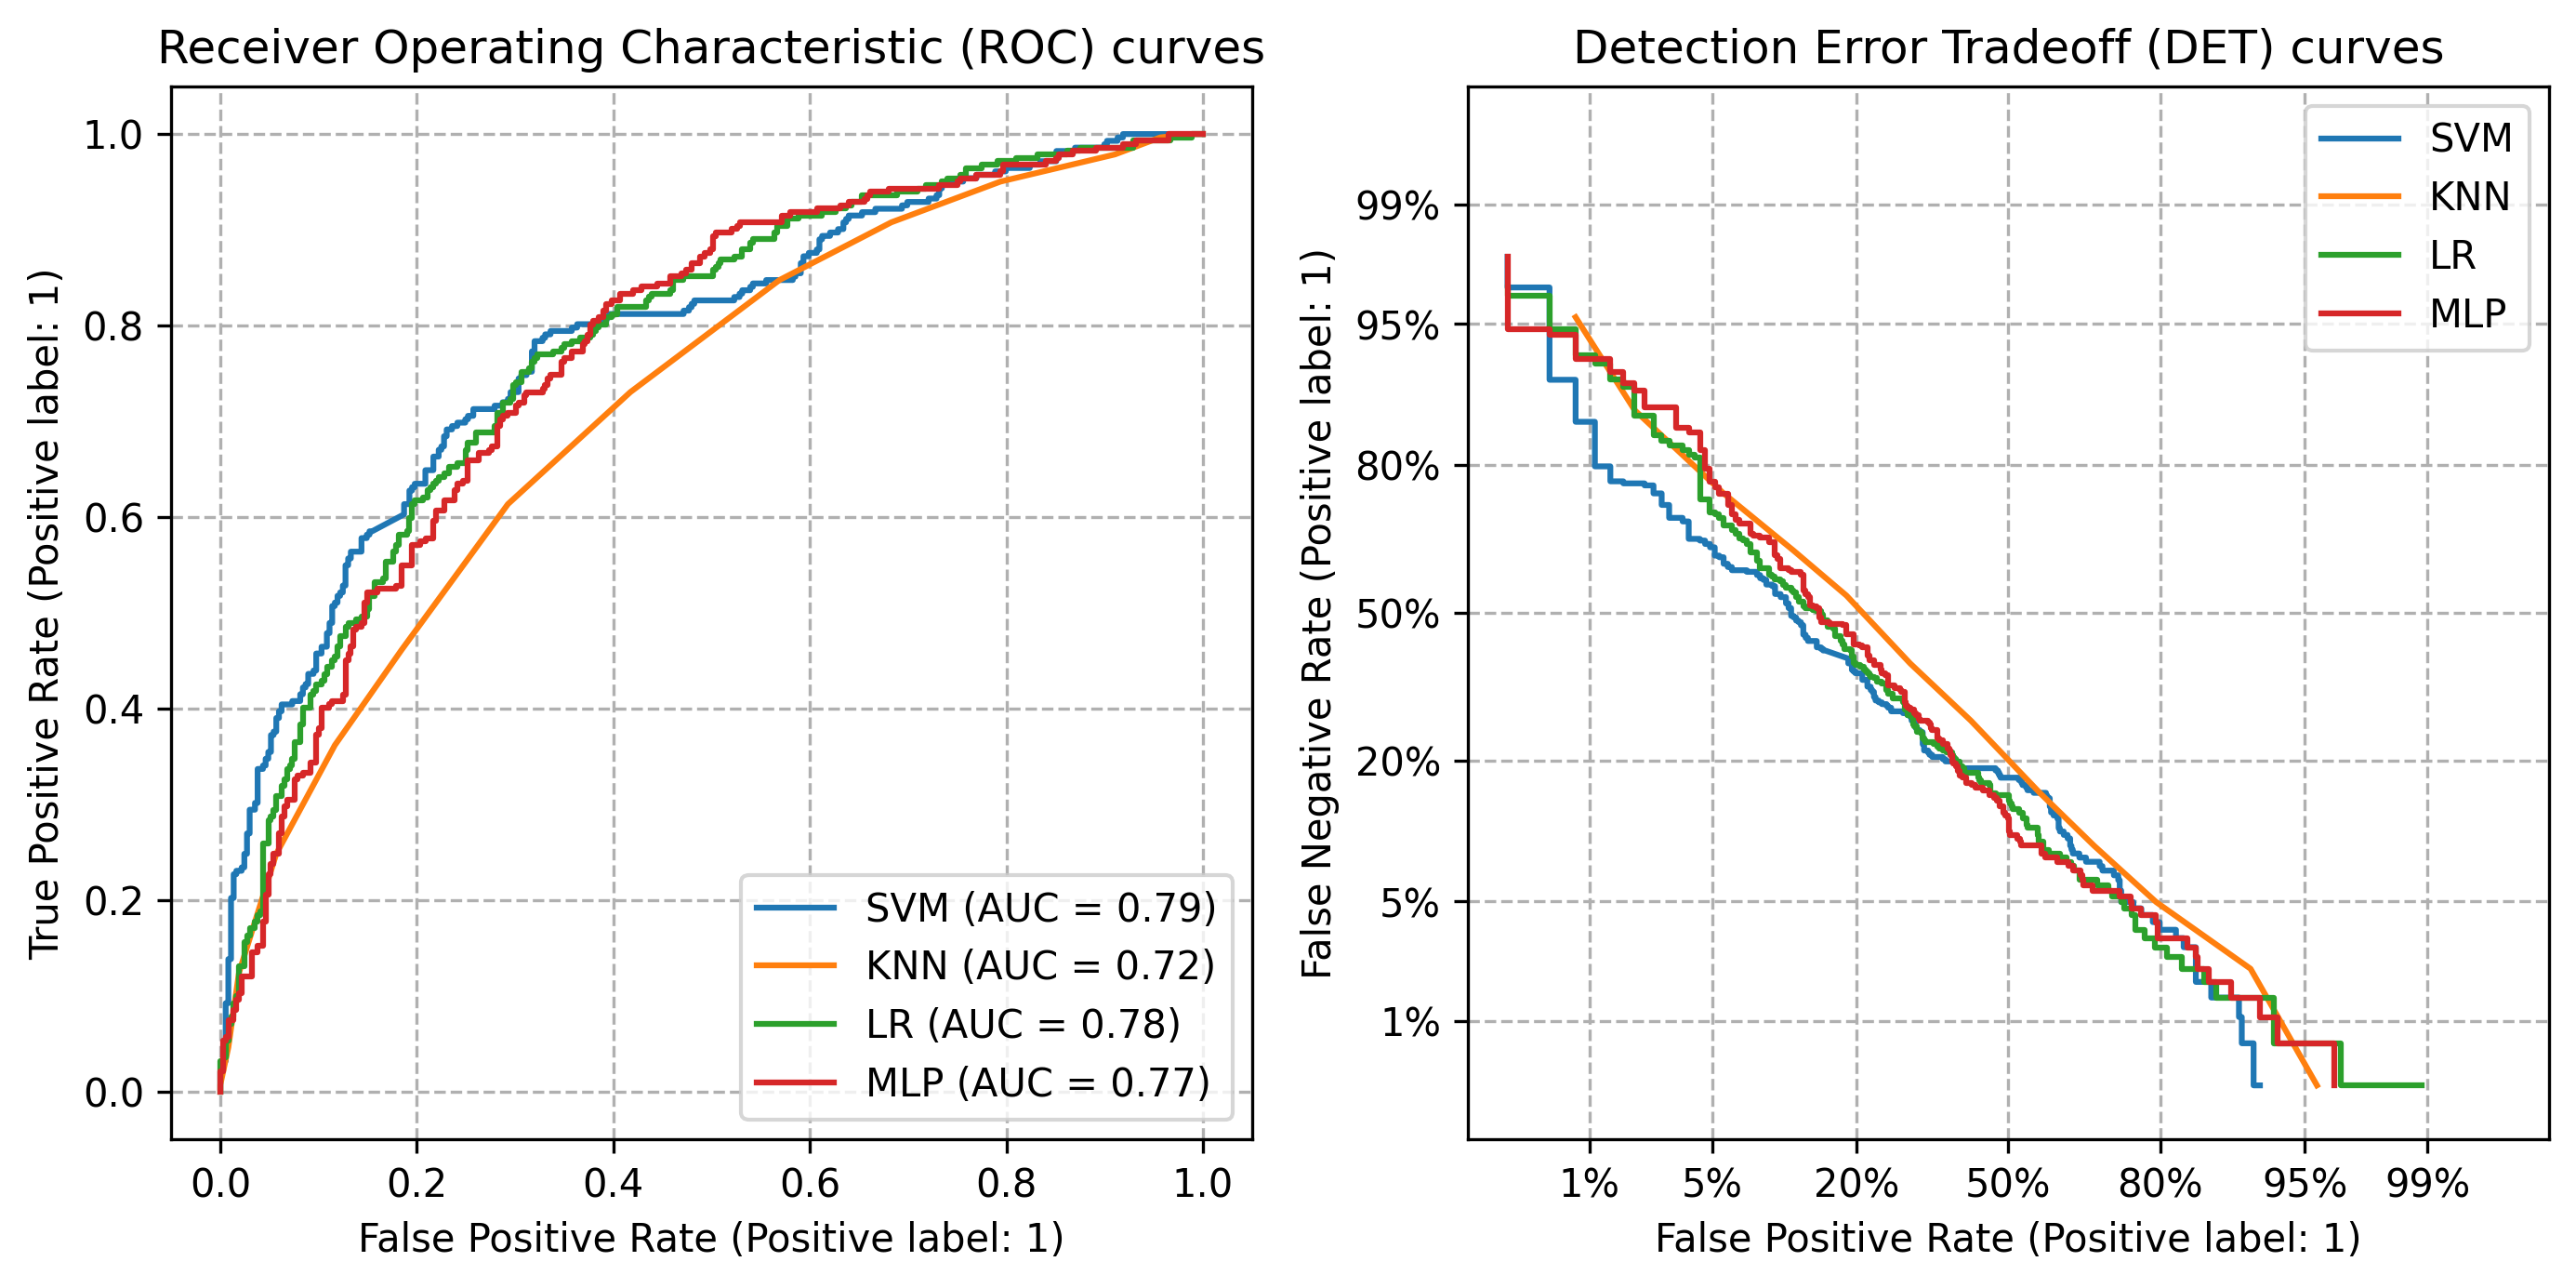 Receiver Operating Characteristic (ROC) curves
True Positive Rate (Positive label: 1)
1.0
0.8
0.6
0.4
0.2
0.0
SVM (AUC = 0.79)
KNN (AUC = 0.72)
LR (AUC = 0.78)
MLP (AUC = 0.77)
0.0 0.2 0.4 0.6 0.8 1.0
False Positive Rate (Positive label: 1)
Detection Error Tradeoff (DET) curves
False Negative Rate (Positive label: 1)
99%
95%
80%
50%
20%
5%
1%
SVM
KNN
LR
MLP
1% 5% 20% 50% 80% 95% 99%
False Positive Rate (Positive label: 1)